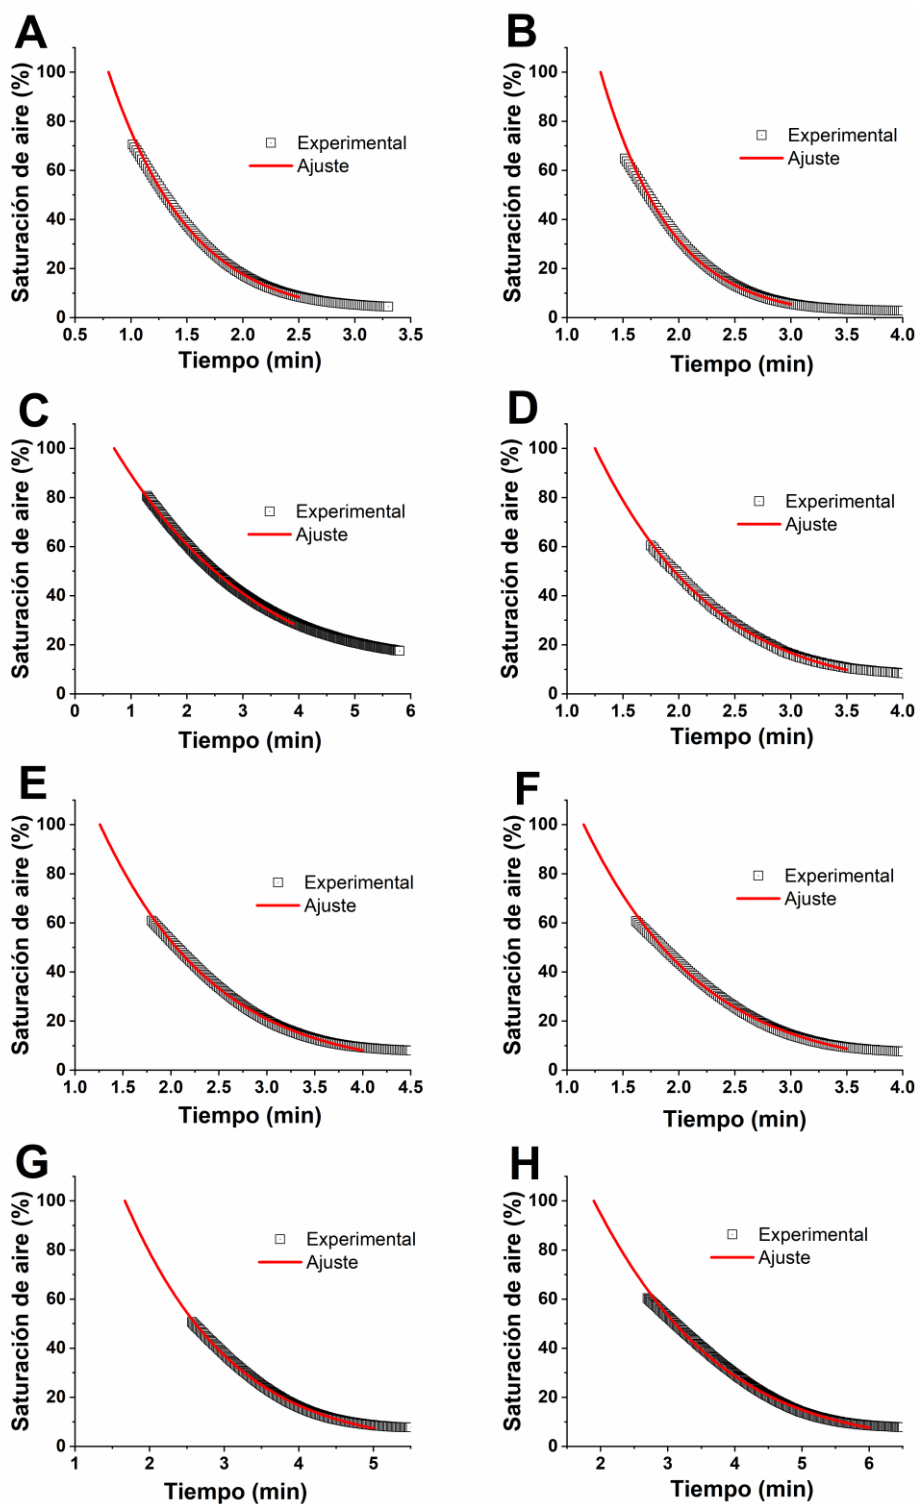 A
Saturación de aire (%)
100
80
60
40
20
0
Experimental
Ajuste
0.5 1.0 1.5 2.0 2.5 3.0 3.5
Tiempo (min)
B
Saturación de aire (%)
100
80
60
40
20
0
Experimental
Ajuste
1.0 1.5 2.0 2.5 3.0 3.5 4.0
Tiempo (min)
C
Saturación de aire (%)
100
80
60
40
20
0
Experimental
Ajuste
0 1 2 3 4 5 6
Tiempo (min)
D
Saturación de aire (%)
100
80
60
40
20
0
Experimental
Ajuste
1.0 1.5 2.0 2.5 3.0 3.5 4.0
Tiempo (min)
E
Saturación de aire (%)
100
80
60
40
20
0
Experimental
Ajuste
1.0 1.5 2.0 2.5 3.0 3.5 4.0 4.5
Tiempo (min)
F
Saturación de aire (%)
100
80
60
40
20
0
Experimental
Ajuste
1.0 1.5 2.0 2.5 3.0 3.5 4.0
Tiempo (min)
G
Saturación de aire (%)
100
80
60
40
20
0
Experimental
Ajuste
1 2 3 4 5
Tiempo (min)
H
Saturación de aire (%)
100
80
60
40
20
0
Experimental
Ajuste
2 3 4 5 6
Tiempo (min)